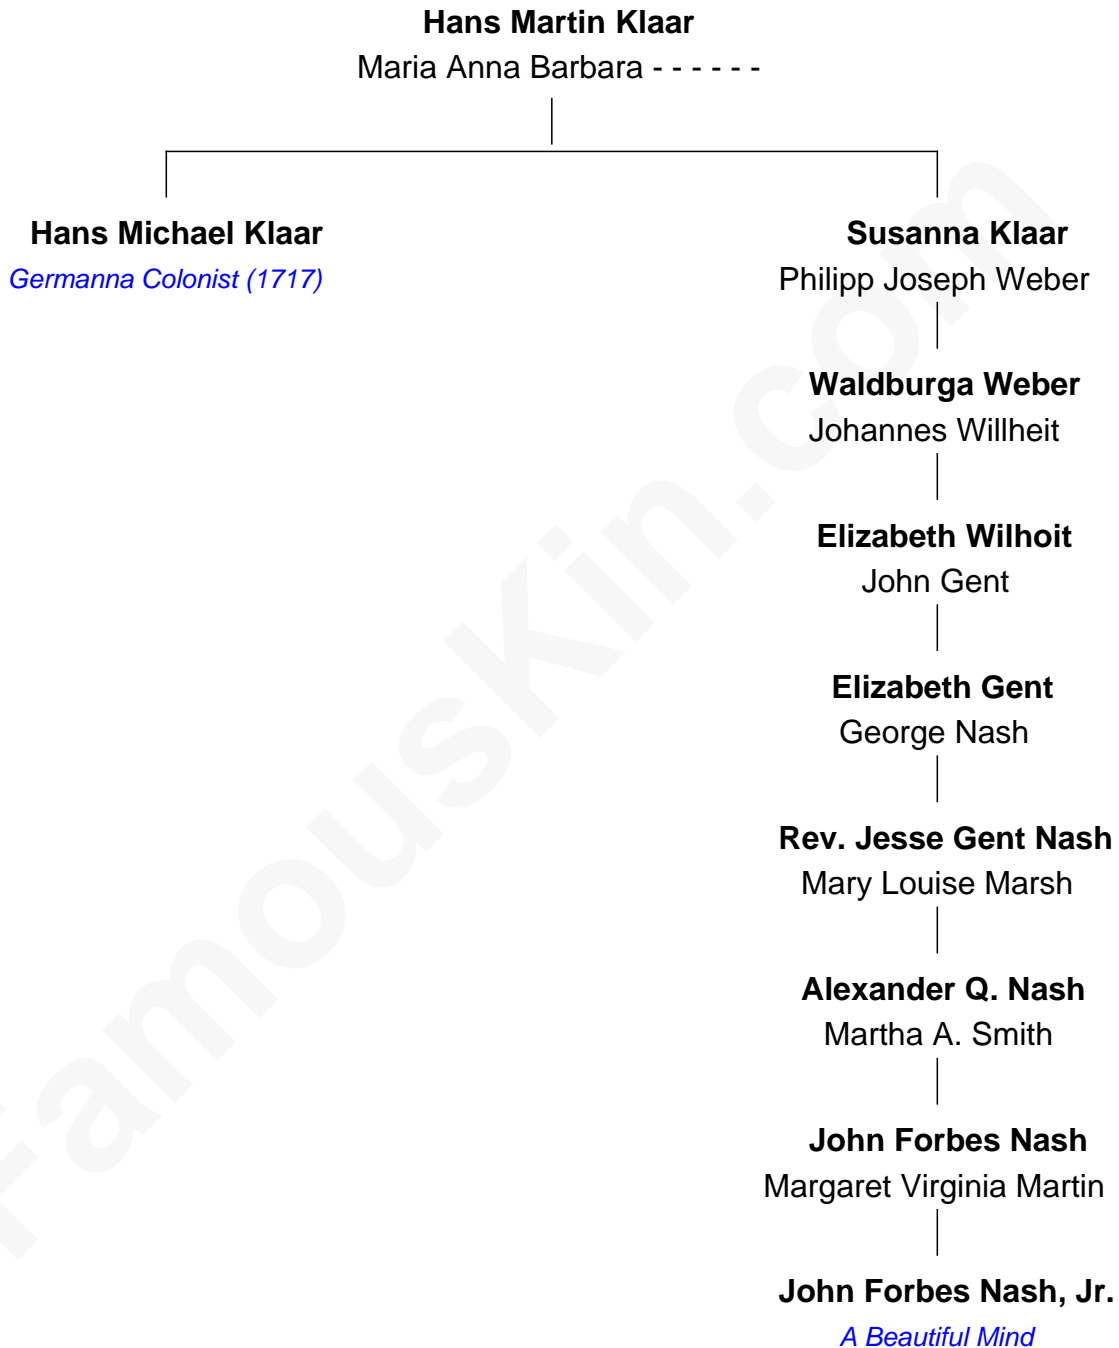 Hans Martin Klaar
Maria Anna Barbara - - - - - -
Hans Michael Klaar
Germanna Colonist (1717)
Susanna Klaar
Philipp Joseph Weber
Waldburga Weber
Johannes Willheit
Elizabeth Wilhoit
John Gent
Elizabeth Gent
George Nash
Rev. Jesse Gent Nash
Mary Louise Marsh
Alexander Q. Nash
Martha A. Smith
John Forbes Nash
Margaret Virginia Martin
John Forbes Nash, Jr.
A Beautiful Mind
FamousKin.com